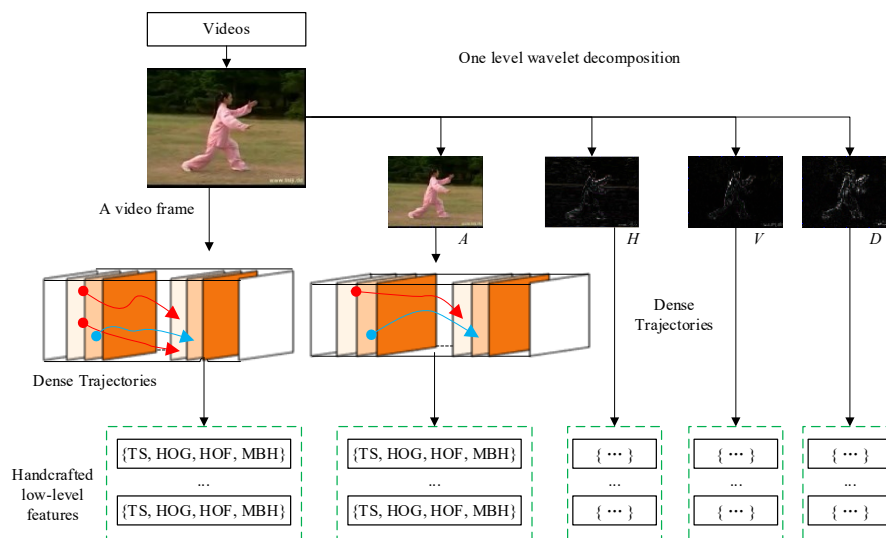 Videos
One level wavelet decomposition
A video frame
A
H
V
D
Dense
Trajectories
Dense Trajectories
Handcrafted
low-level
features
{TS, HOG, HOF, MBH}
...
{TS, HOG, HOF, MBH}
{TS, HOG, HOF, MBH}
...
{TS, HOG, HOF, MBH}
{ ··· }
...
{ ··· }
{ ··· }
...
{ ··· }
{ ··· }
...
{ ··· }